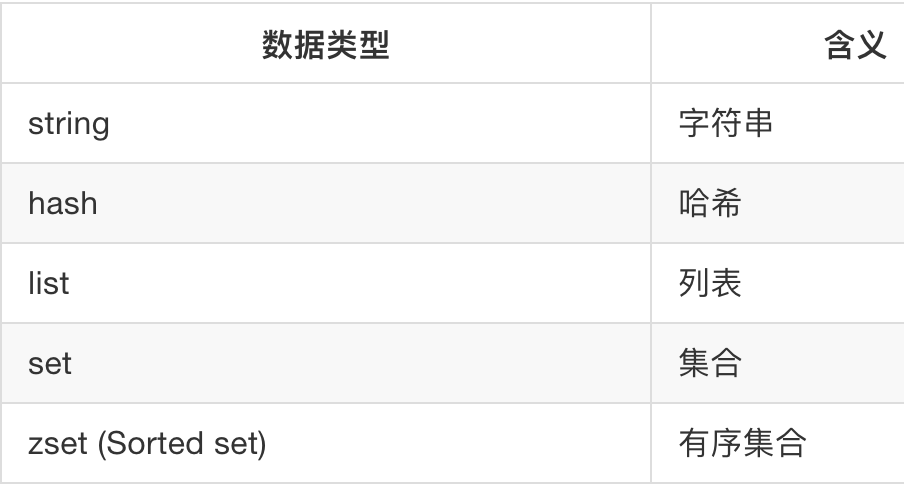 数据类型 含义
string 字符串
hash 哈希
list 列表
set 集合
zset (Sorted set) 有序集合